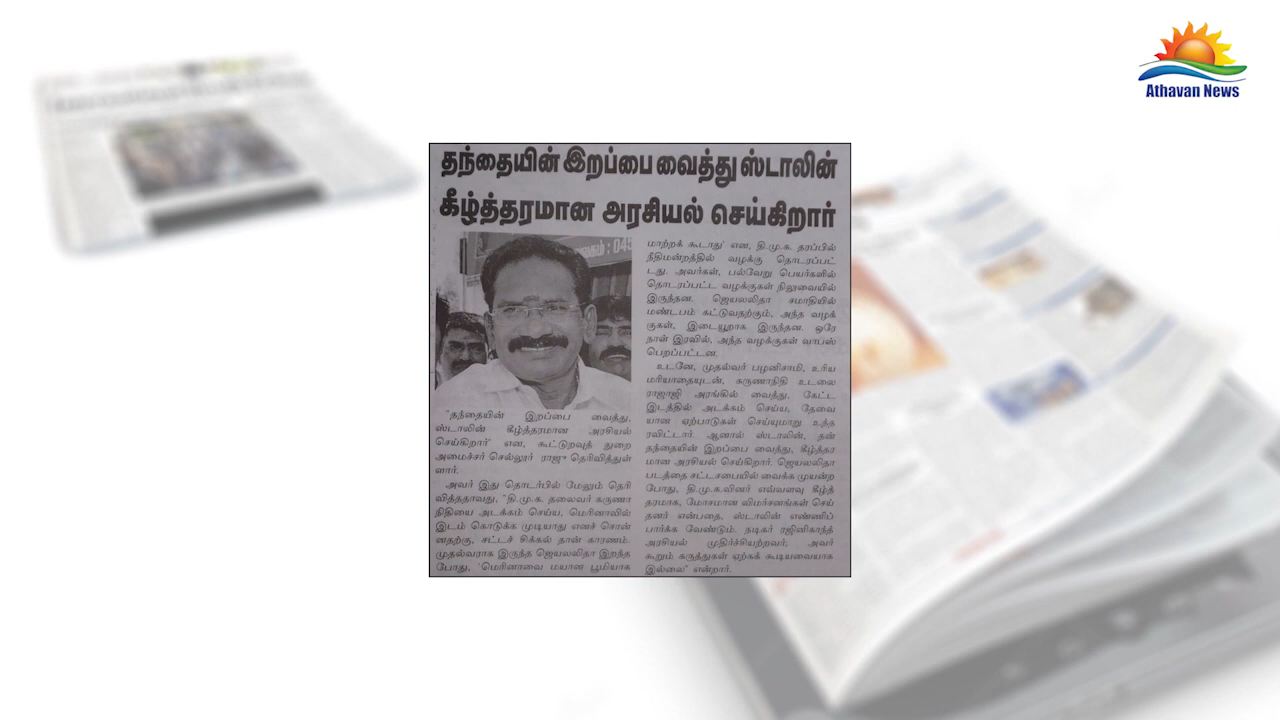 Athavan News
தந்தையின் இறப்பை வைத்து ஸ்டாலின்
கீழ்த்தரமான அரசியல் செய்கிறார்
"தந்தையின் இறப்பை வைத்து,
ஸ்டாலின் கீழ்த்தரமான அரசியல்
செய்கிறார்" என, கூட்டுறவுத் துறை
அமைச்சர் செல்லூர் ராஜு தெரிவித்துள்
ளார்.
அவர் இது தொடர்பில் மேலும் தெரி
வித்ததாவது, "தி.மு.க. தலைவர் கருணா
நிதியை அடக்கம் செய்ய, மெரினாவில்
இடம் கொடுக்க முடியாது எனச் சொன்
னதற்கு, சட்டச் சிக்கல் தான் காரணம்.
முதல்வராக இருந்த ஜெயலலிதா இறந்த
போது, 'மெரினாவை மயான பூமியாக
மாற்றக் கூடாது' என, தி.மு.க. தரப்பில்
நீதிமன்றத்தில் வழக்கு தொடரப்பட்
டது. அவர்கள், பல்வேறு பெயர்களில்
தொடரப்பட்ட வழக்குகள் நிலுவையில்
இருந்தன. ஜெயலலிதா சமாதியில்
மண்டபம் கட்டுவதற்கும், அந்த வழக்
குகள், இடையூறாக இருந்தன. ஒரே
நாள் இரவில், அந்த வழக்குகள் வாபஸ்
பெறப்பட்டன.
உடனே, முதல்வர் பழனிசாமி, உரிய
மரியாதையுடன், கருணாநிதி உடலை
ராஜாஜி அரங்கில் வைத்து, கேட்ட
இடத்தில் அடக்கம் செய்ய, தேவை
யான ஏற்பாடுகள் செய்யுமாறு உத்த
ரவிட்டார். ஆனால் ஸ்டாலின், தன்
தந்தையின் இறப்பை வைத்து, கீழ்த்தர
மான அரசியல் செய்கிறார். ஜெயலலிதா
படத்தை சட்டசபையில் வைக்க முயன்ற
போது, தி.மு.க.வினர் எவ்வளவு கீழ்த்
தரமாக, மோசமான விமர்சனங்கள் செய்
தனர் என்பதை, ஸ்டாலின் எண்ணிப்
பார்க்க வேண்டும். நடிகர் ரஜினிகாந்த்
அரசியல் முதிர்ச்சியற்றவர்; அவர்
கூறும் கருத்துகள் ஏற்கக் கூடியவையாக
இல்லை" என்றார்.